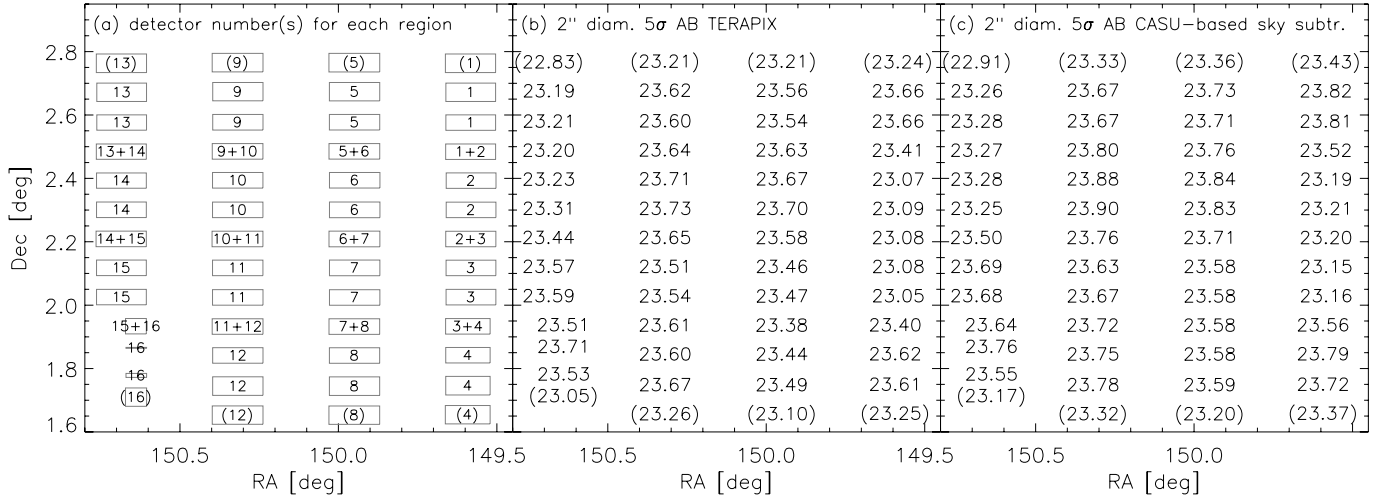 (a) detector number(s) for each region
(b) 2" diam. 5σ AB TERAPIX
(c) 2" diam. 5σ AB CASU-based sky subtr.
2.8
2.6
2.4
2.2
2.0
1.8
1.6
Dec [deg]
(13) (9) (5) (1)
13 9 5 1
13 9 5 1
13+14 9+10 5+6 1+2
14 10 6 2
14 10 6 2
14+15 10+11 6+7 2+3
15 11 7 3
15 11 7 3
15+16 11+12 7+8 3+4
16 12 8 4
16 12 8 4
(16) (12) (8) (4)
(22.83) (23.21) (23.21) (23.24)
23.19 23.62 23.56 23.66
23.21 23.60 23.54 23.66
23.20 23.64 23.63 23.41
23.23 23.71 23.67 23.07
23.31 23.73 23.70 23.09
23.44 23.65 23.58 23.08
23.57 23.51 23.46 23.08
23.59 23.54 23.47 23.05
23.51 23.61 23.38 23.40
23.71 23.60 23.44 23.62
23.53 23.67 23.49 23.61
(23.05) (23.26) (23.10) (23.25)
(22.91) (23.33) (23.36) (23.43)
23.26 23.67 23.73 23.82
23.28 23.67 23.71 23.81
23.27 23.80 23.76 23.52
23.28 23.88 23.84 23.19
23.25 23.90 23.83 23.21
23.50 23.76 23.71 23.20
23.69 23.63 23.58 23.15
23.68 23.67 23.58 23.16
23.64 23.72 23.58 23.56
23.76 23.75 23.58 23.79
23.55 23.78 23.59 23.72
(23.17) (23.32) (23.20) (23.37)
150.5 150.0 149.5 150.5 150.0 149.5 150.5 150.0
RA [deg] RA [deg] RA [deg]